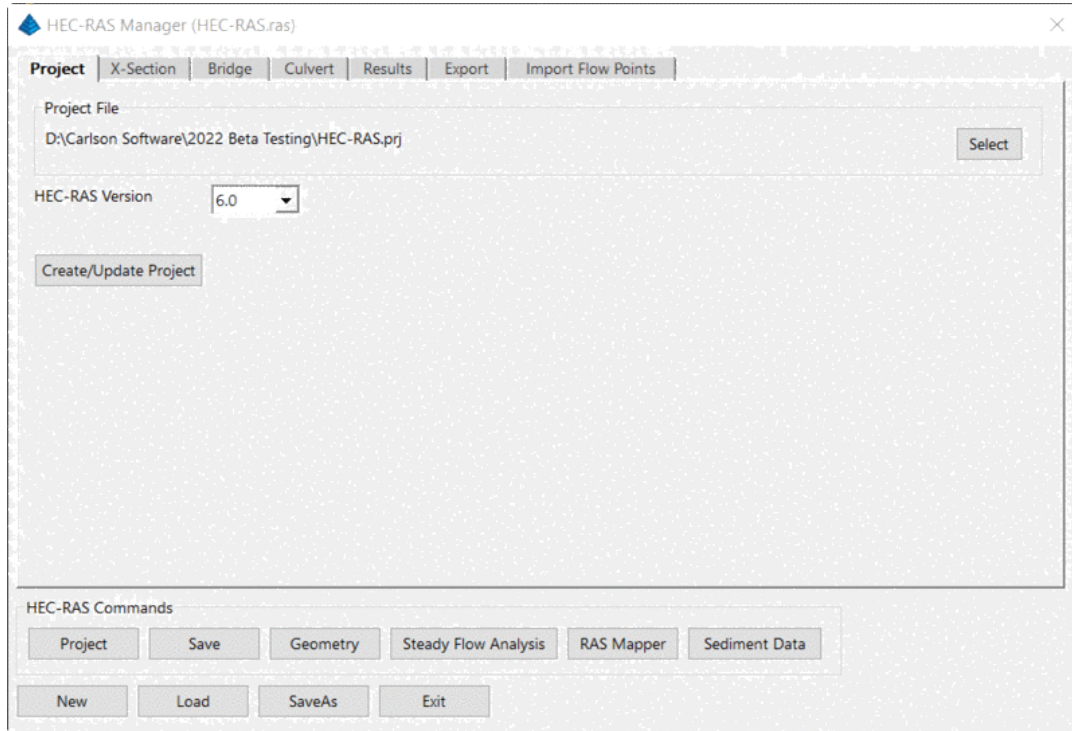 HEC-RAS Manager (HEC-RAS.ras)
Project X-Section Bridge Culvert Results Export Import Flow Points
Project File
D:\Carlson Software\2022 Beta Testing\HEC-RAS.prj
Select
HEC-RAS Version 6.0
Create/Update Project
HEC-RAS Commands
Project Save Geometry Steady Flow Analysis RAS Mapper Sediment Data
New Load SaveAs Exit